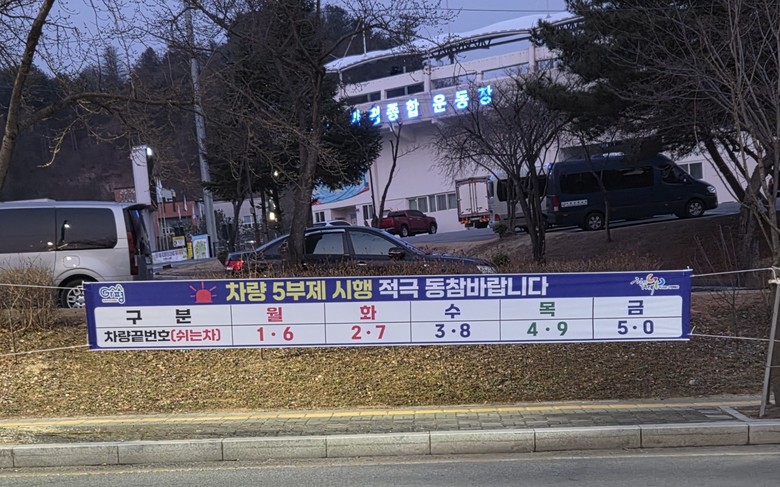 종합 운동장
차량 5부제 시행 적극 동참바랍니다
구 분 월 화 수 목 금
차량끝번호(쉬는차) 1·6 2·7 3·8 4·9 5·0